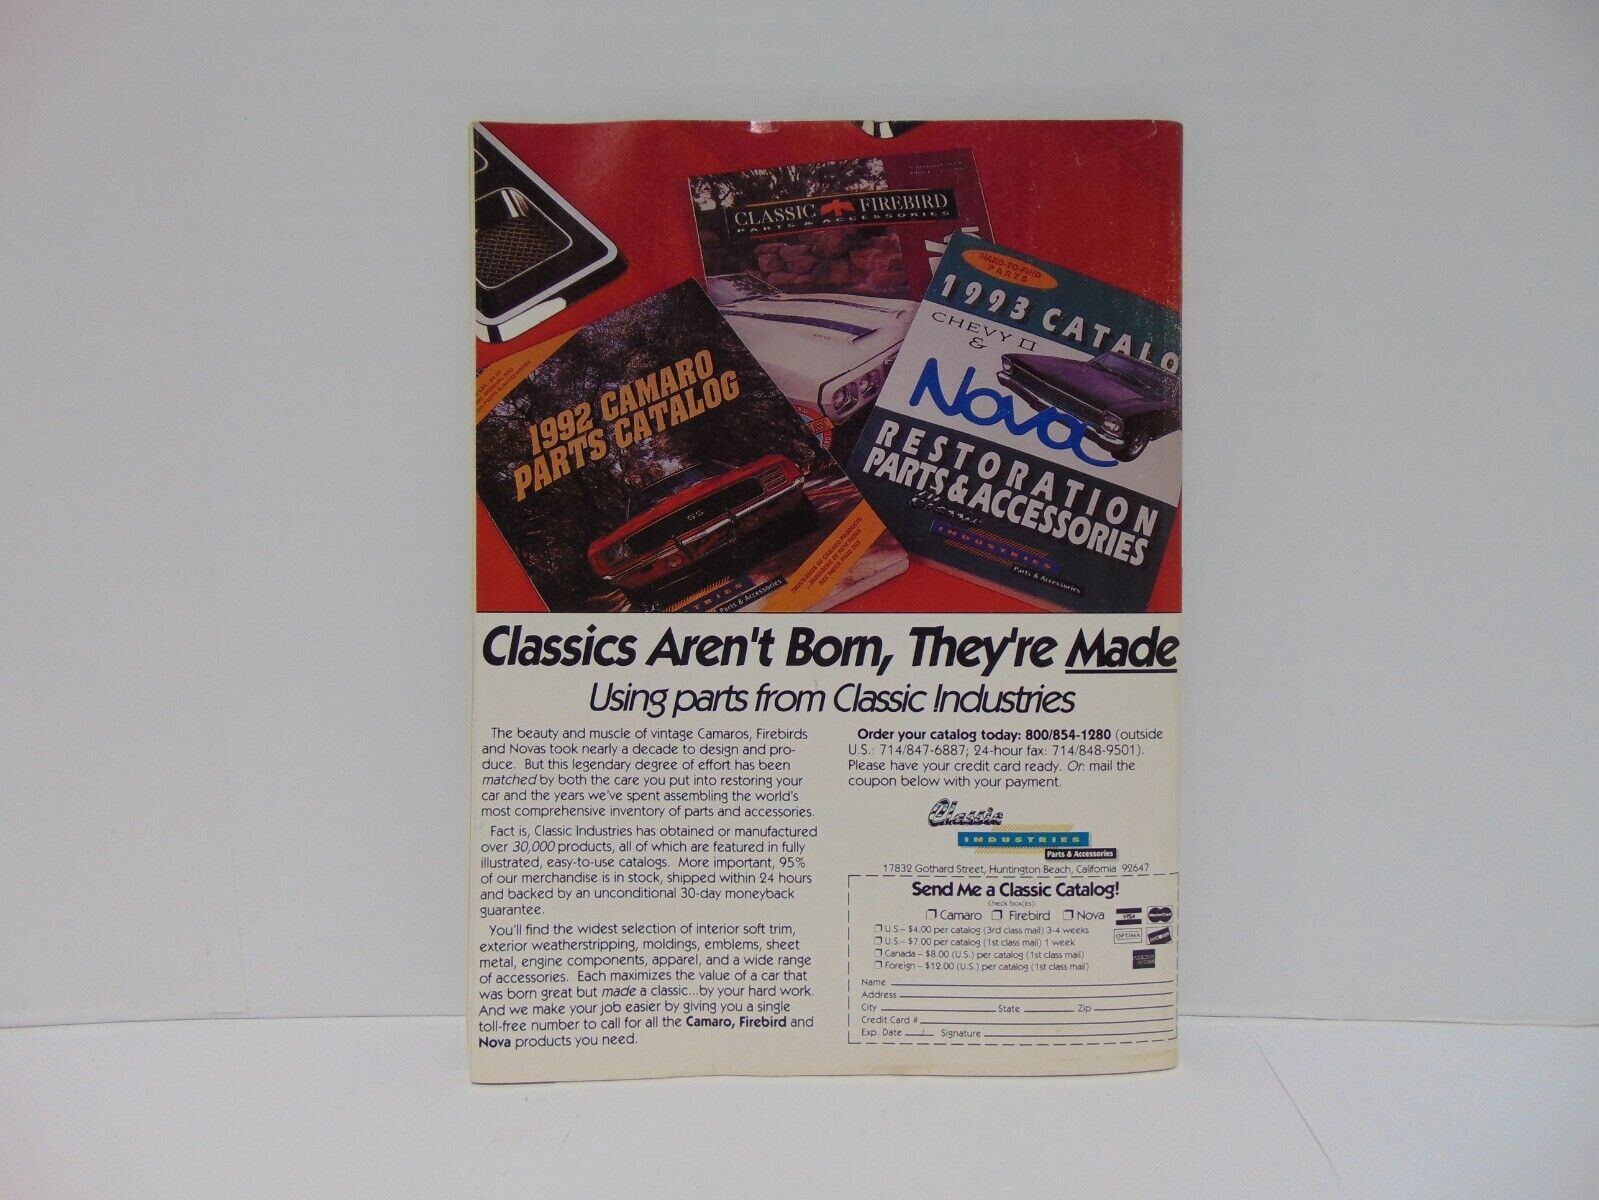 CLASSIC FIREBIRD
PARTS & ACCESSORIES
HARD-TO-FIND
PARTS
1993 CATALO
CHEVY II
&
Nova
RESTORATION
PARTS & ACCESSORIES
Classic
INDUSTRIES
Parts & Accessories
1992 CAMARO
PARTS CATALOG
SS
THOUSANDS OF CAMARO PRODUCTS
HUNDREDS OF NEW ITEMS
SEE INDEX PAGE
TRIES
Parts & Accessories
Classics Aren't Born, They're Made
Using parts from Classic Industries
The beauty and muscle of vintage Camaros, Firebirds
and Novas took nearly a decade to design and pro-
duce. But this legendary degree of effort has been
matched by both the care you put into restoring your
car and the years we've spent assembling the world's
most comprehensive inventory of parts and accessories.
Fact is, Classic Industries has obtained or manufactured
over 30,000 products, all of which are featured in fully
illustrated, easy-to-use catalogs. More important, 95%
of our merchandise is in stock, shipped within 24 hours
and backed by an unconditional 30-day moneyback
guarantee.
You'll find the widest selection of interior soft trim,
exterior weatherstripping, moldings, emblems, sheet
metal, engine components, apparel, and a wide range
of accessories. Each maximizes the value of a car that
was born great but made a classic...by your hard work.
And we make your job easier by giving you a single
toll-free number to call for all the Camaro, Firebird and
Nova products you need.
Order your catalog today: 800/854-1280 (outside
U.S.: 714/847-6887; 24-hour fax: 714/848-9501).
Please have your credit card ready. Or: mail the
coupon below with your payment.
Classic
INDUSTRIES
Parts & Accessories
17832 Gothard Street, Huntington Beach, California 92647
Send Me a Classic Catalog!
Check box(es):
Camaro Firebird Nova
VISA MasterCard
U.S.– $4.00 per catalog (3rd class mail) 3-4 weeks
OPTIMA DISCOVER
U.S.– $7.00 per catalog (1st class mail) 1 week
Canada – $8.00 (U.S.) per catalog (1st class mail)
Foreign – $12.00 (U.S.) per catalog (1st class mail)
Name
Address
City State Zip
Credit Card #
Exp. Date / Signature